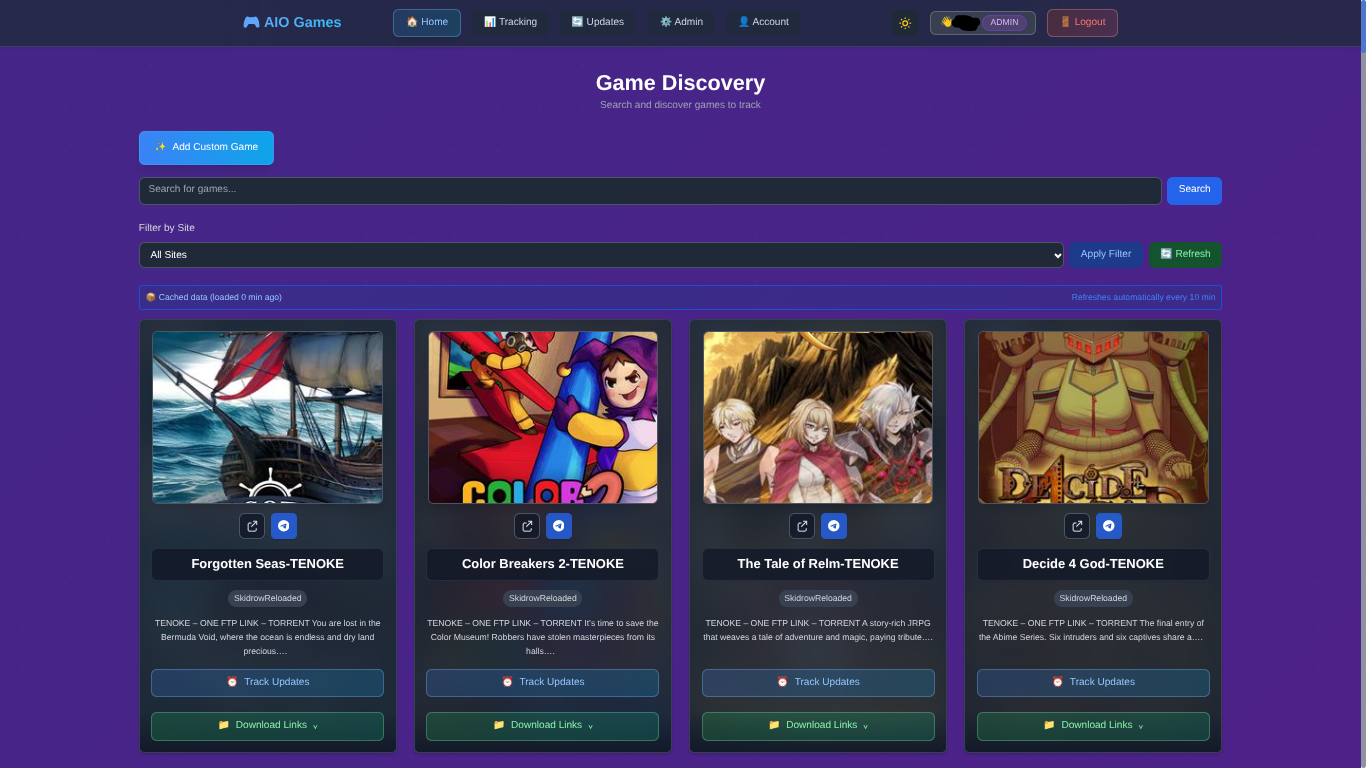 🎮 AIO Games
🏠 Home
📊 Tracking
🔄 Updates
⚙️ Admin
👤 Account
👋
ADMIN
🚪 Logout
Game Discovery
Search and discover games to track
✨ Add Custom Game
Search for games...
Search
Filter by Site
All Sites
Apply Filter
🔄 Refresh
📦 Cached data (loaded 0 min ago)
Refreshes automatically every 10 min
COLOR
2
DECIDE
Forgotten Seas-TENOKE
SkidrowReloaded
TENOKE – ONE FTP LINK – TORRENT You are lost in the
Bermuda Void, where the ocean is endless and dry land
precious.…
⏰ Track Updates
📁 Download Links v
Color Breakers 2-TENOKE
SkidrowReloaded
TENOKE – ONE FTP LINK – TORRENT It's time to save the
Color Museum! Robbers have stolen masterpieces from its
halls.…
⏰ Track Updates
📁 Download Links v
The Tale of Relm-TENOKE
SkidrowReloaded
TENOKE – ONE FTP LINK – TORRENT A story-rich JRPG
that weaves a tale of adventure and magic, paying tribute.…
⏰ Track Updates
📁 Download Links v
Decide 4 God-TENOKE
SkidrowReloaded
TENOKE – ONE FTP LINK – TORRENT The final entry of
the Abime Series. Six intruders and six captives share a.…
⏰ Track Updates
📁 Download Links v